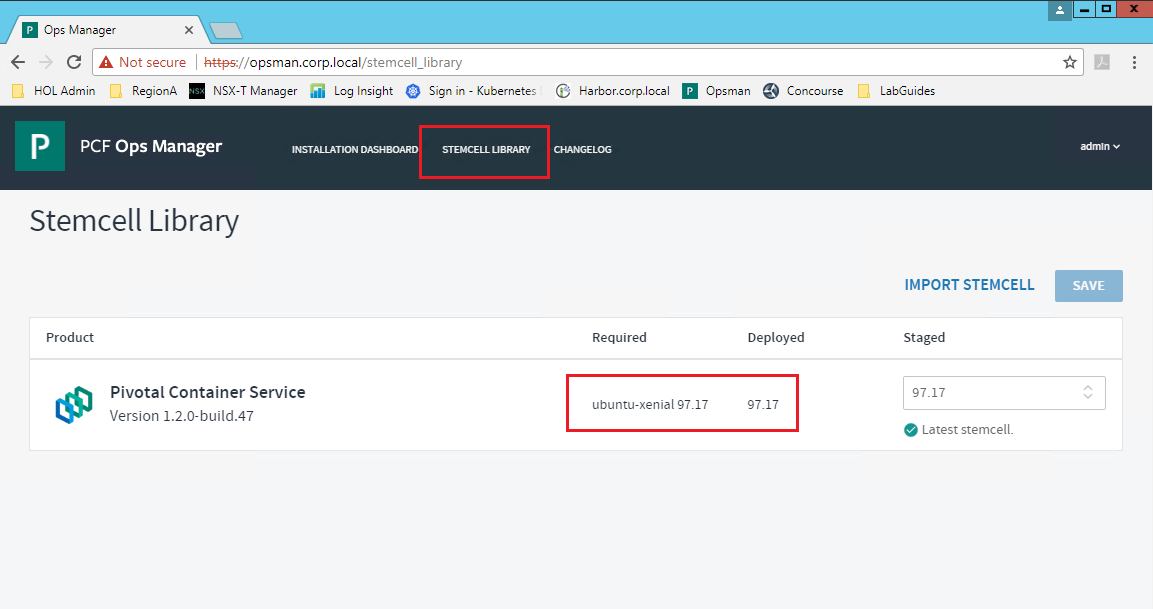 P Ops Manager
Not secure https://opsman.corp.local/stemcell_library
HOL Admin RegionA NSX NSX-T Manager Log Insight Sign in - Kubernetes Harbor.corp.local P Opsman Concourse LabGuides
P PCF Ops Manager INSTALLATION DASHBOARD STEMCELL LIBRARY CHANGELOG admin
Stemcell Library
IMPORT STEMCELL SAVE
Product Required Deployed Staged
Pivotal Container Service
Version 1.2.0-build.47
ubuntu-xenial 97.17 97.17 97.17
Latest stemcell.